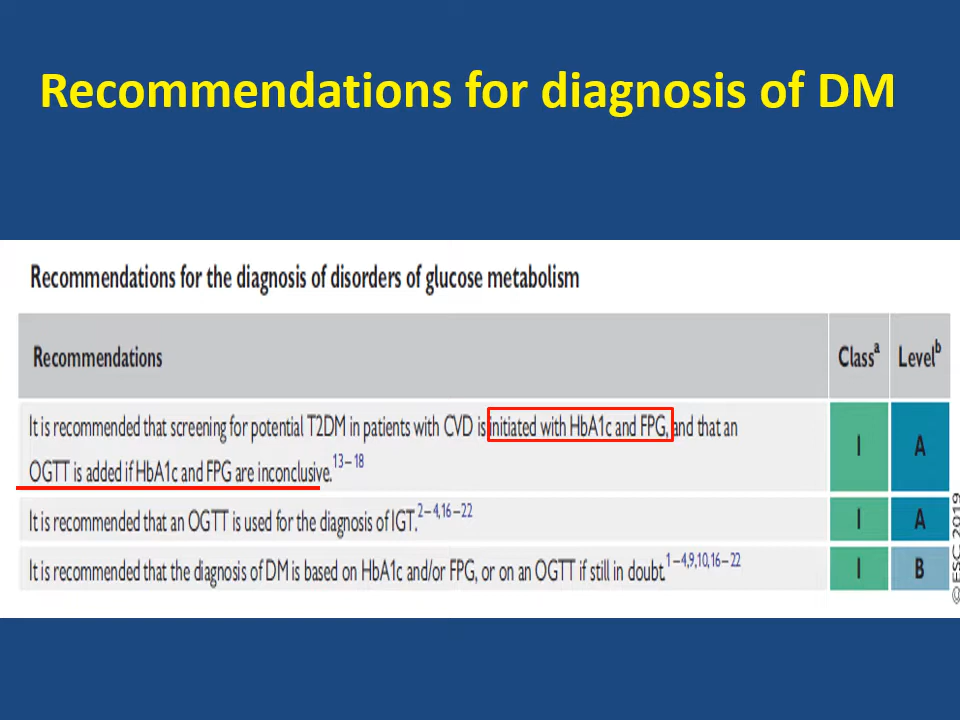 Recommendations for diagnosis of DM
Recommendations for the diagnosis of disorders of glucose metabolism
Recommendations Classᵃ Levelᵇ
It is recommended that screening for potential T2DM in patients with CVD is initiated with HbA1c and FPG, and that an
OGTT is added if HbA1c and FPG are inconclusive.¹³⁻¹⁸ I A
It is recommended that an OGTT is used for the diagnosis of IGT.²⁻⁴,¹⁶⁻²² I A
It is recommended that the diagnosis of DM is based on HbA1c and/or FPG, or on an OGTT if still in doubt.¹⁻⁴,⁹,¹⁰,¹⁶⁻²² I B
©ESC 2019